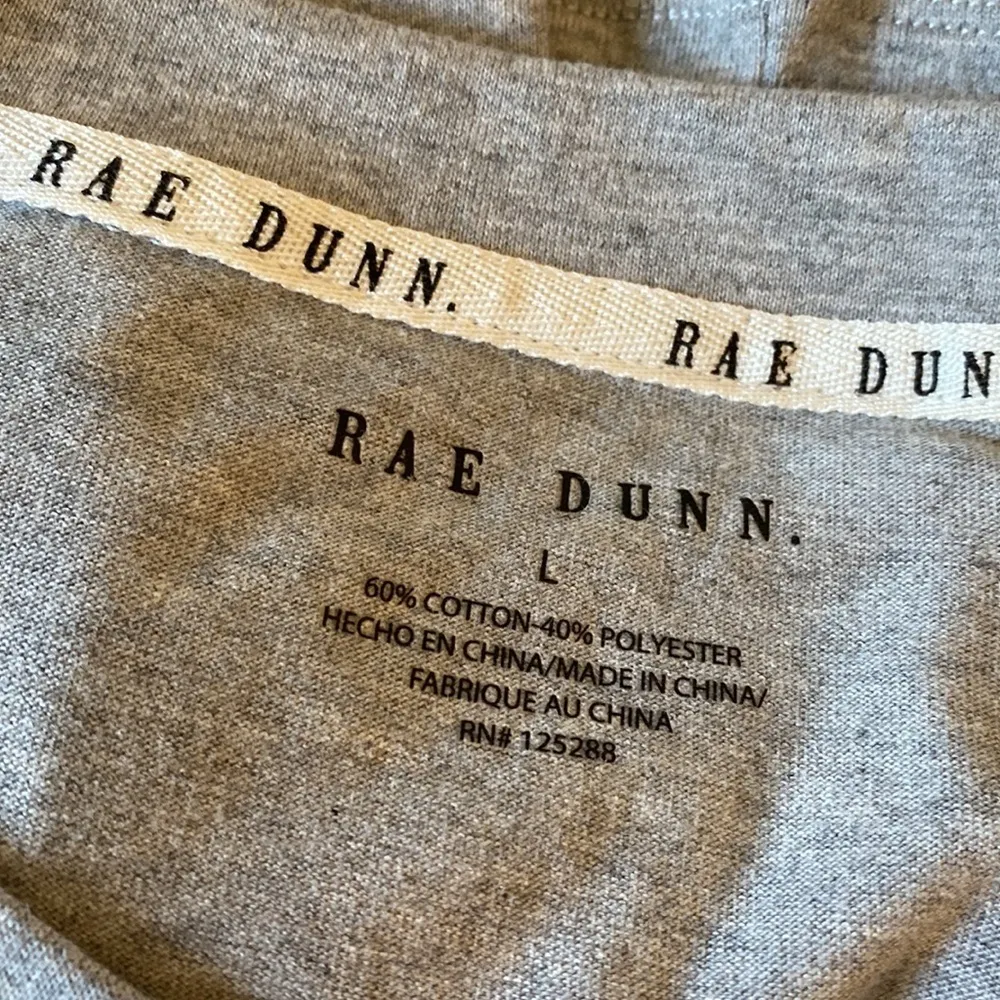 RAE DUNN. RAE DUN
RAE DUNN.
L
60% COTTON-40% POLYESTER
HECHO EN CHINA/MADE IN CHINA/
FABRIQUE AU CHINA
RN# 125288